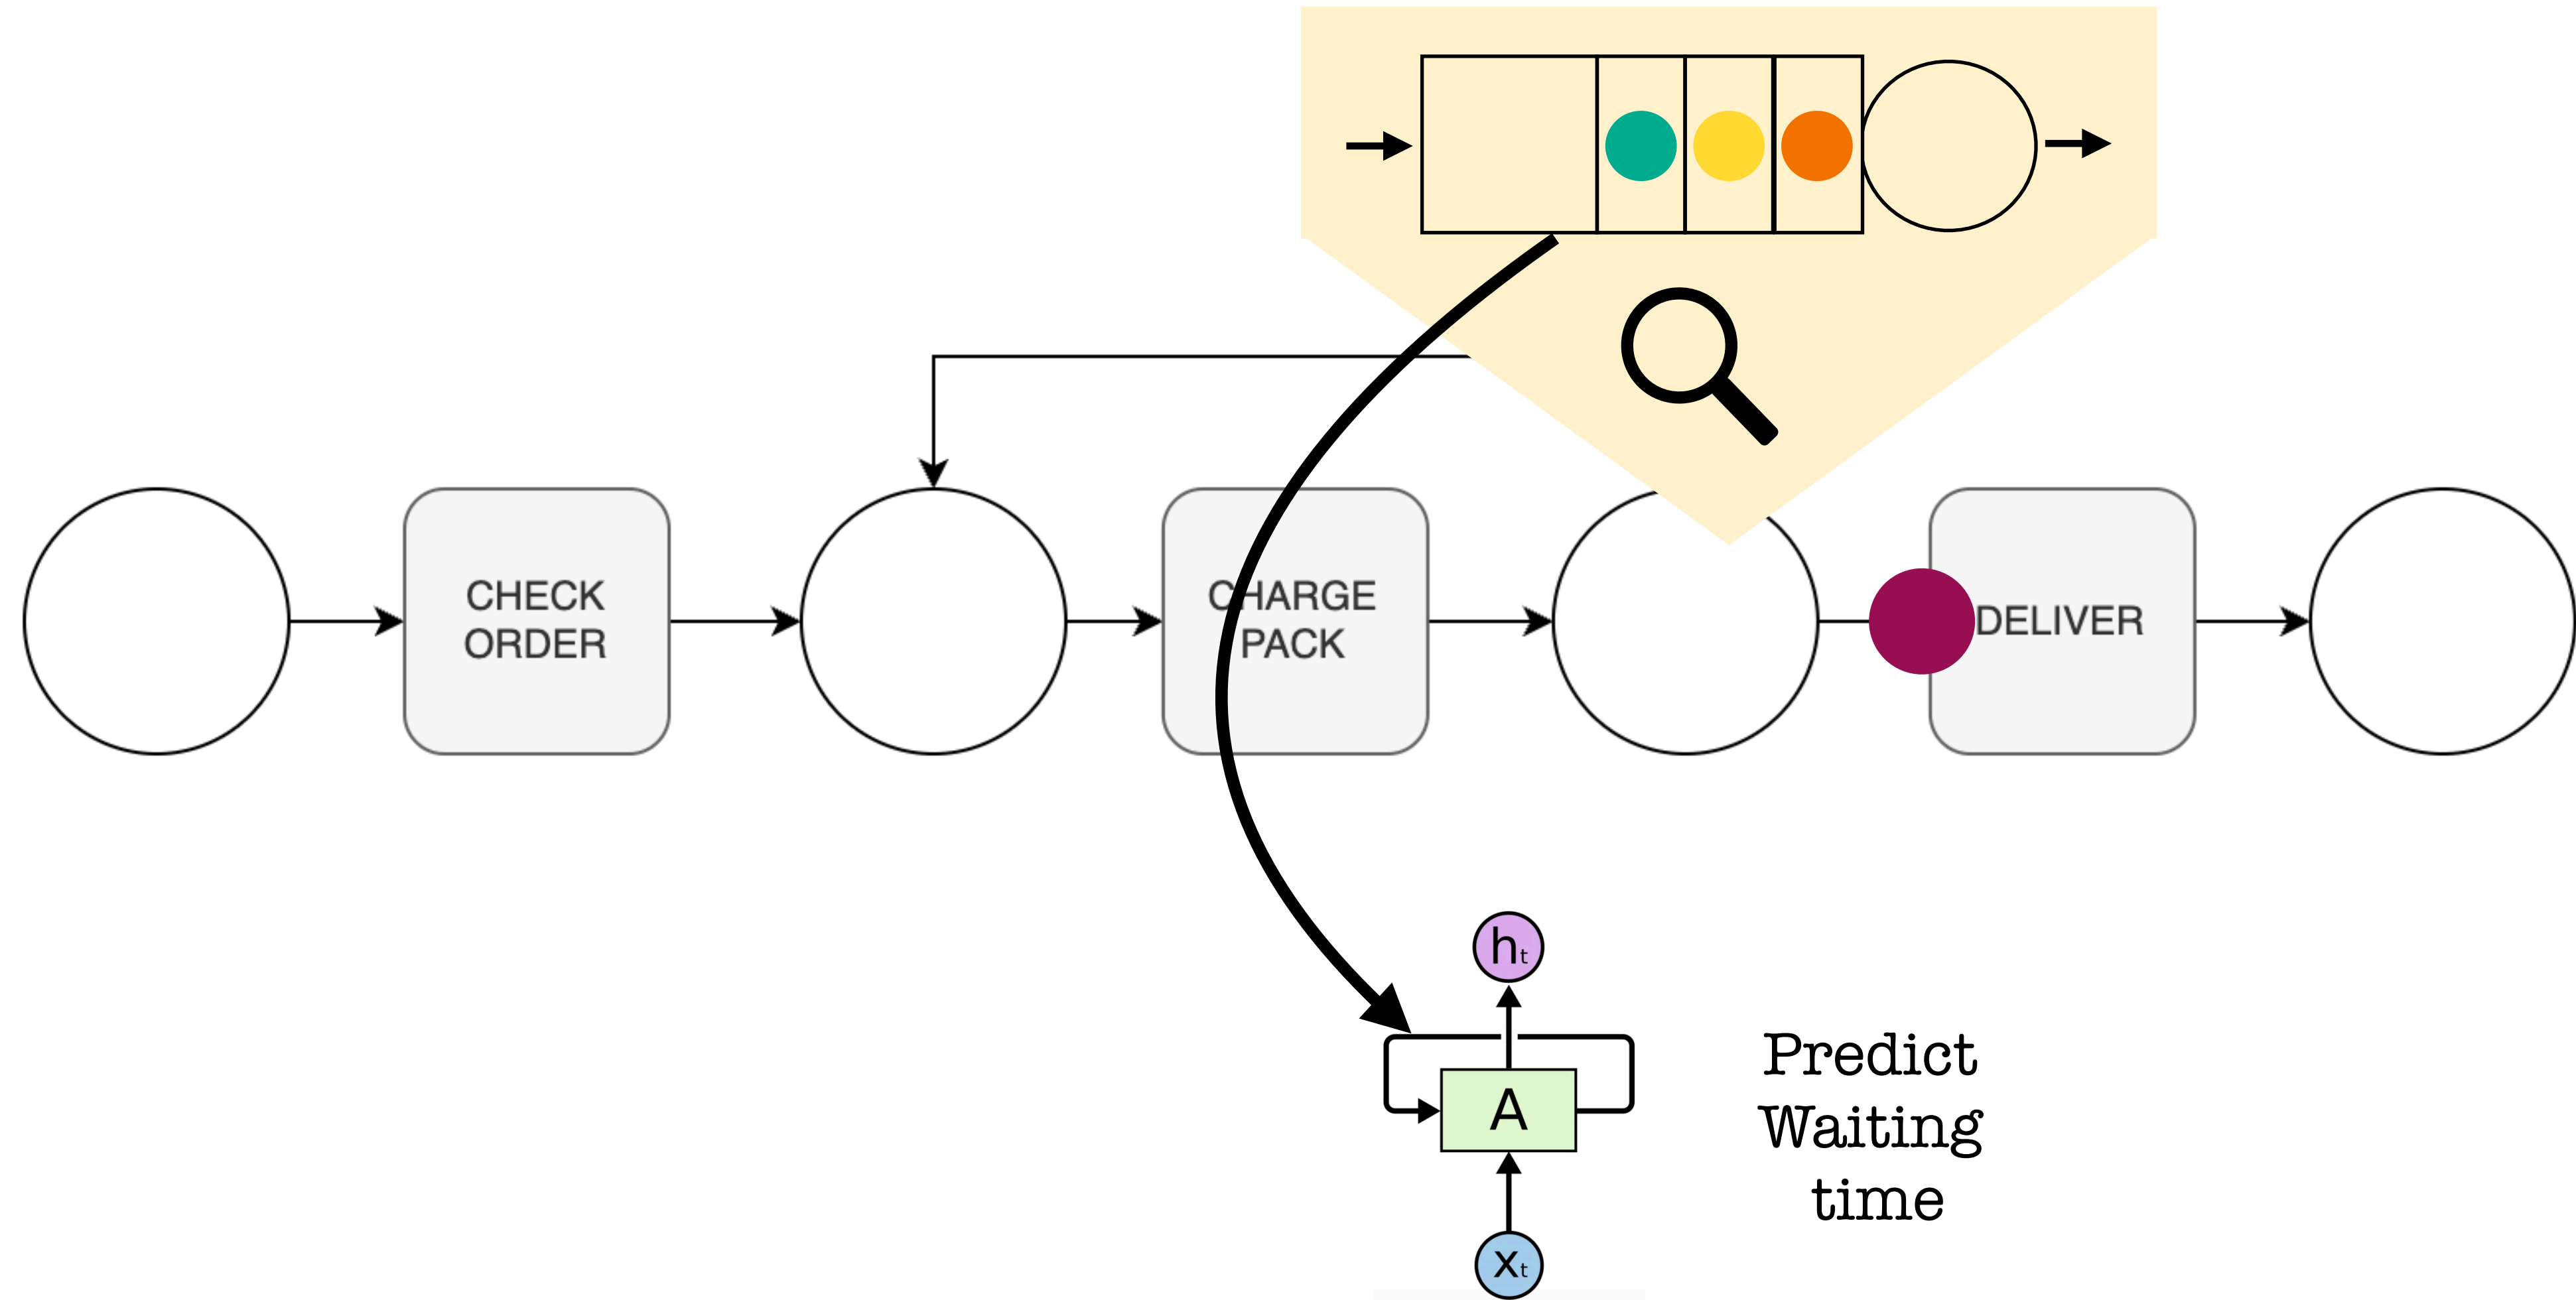 CHECK
ORDER
CHARGE
PACK
DELIVER
ht
A
xt
Predict
Waiting
time